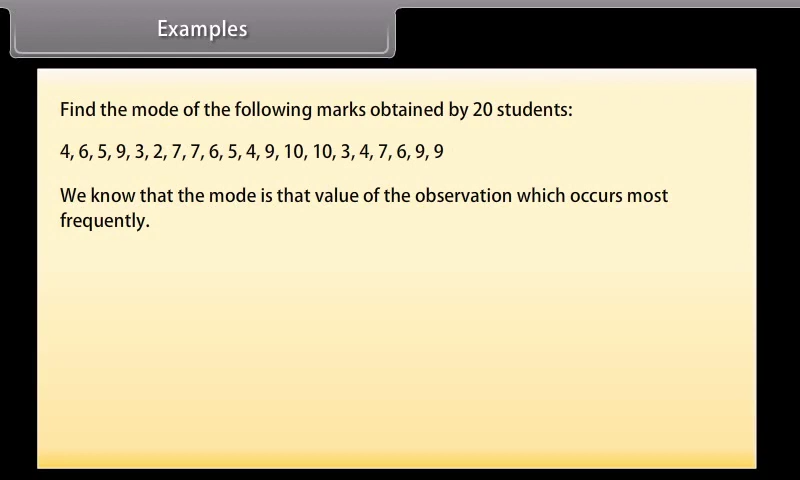 Examples
Find the mode of the following marks obtained by 20 students:
4, 6, 5, 9, 3, 2, 7, 7, 6, 5, 4, 9, 10, 10, 3, 4, 7, 6, 9, 9
We know that the mode is that value of the observation which occurs most
frequently.